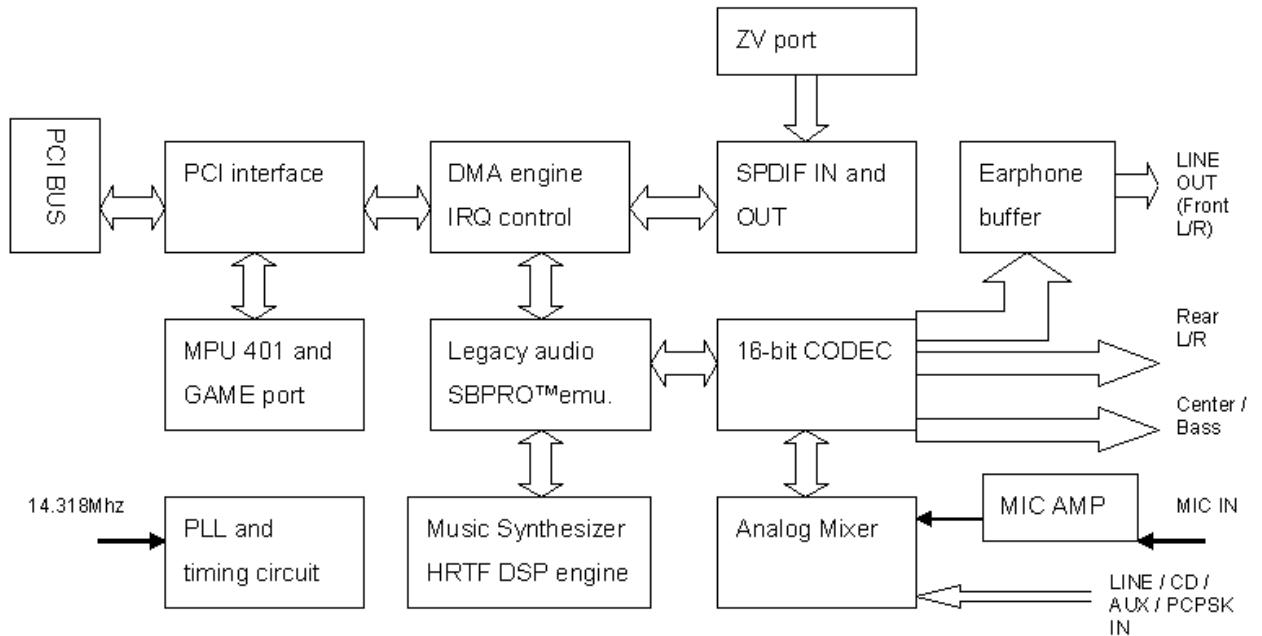 ZV port
PCI BUS
PCI interface
DMA engine
IRQ control
SPDIF IN and
OUT
Earphone
buffer
LINE
OUT
(Front
L/R)
MPU 401 and
GAME port
Legacy audio
SBPRO™emu.
16-bit CODEC
Rear
L/R
Center /
Bass
14.318Mhz
PLL and
timing circuit
Music Synthesizer
HRTF DSP engine
Analog Mixer
MIC AMP
MIC IN
LINE / CD /
AUX / PCPSK
IN